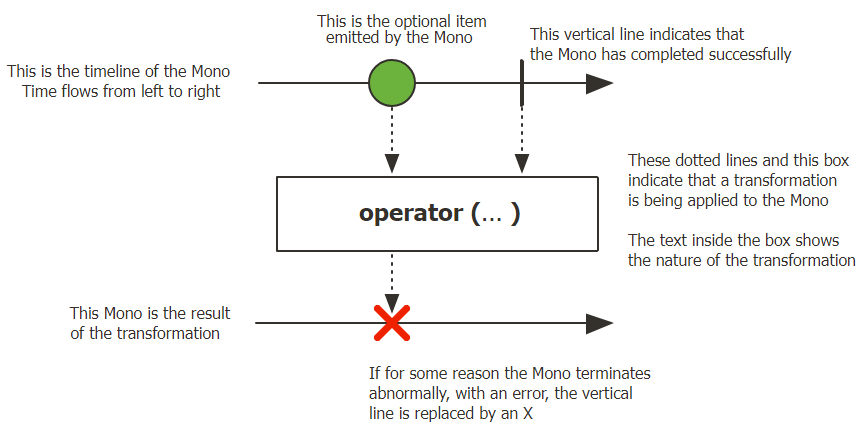 This is the optional item
emitted by the Mono
This vertical line indicates that
the Mono has completed successfully
This is the timeline of the Mono
Time flows from left to right
These dotted lines and this box
indicate that a transformation
is being applied to the Mono
operator (... )
The text inside the box shows
the nature of the transformation
This Mono is the result
of the transformation
If for some reason the Mono terminates
abnormally, with an error, the vertical
line is replaced by an X